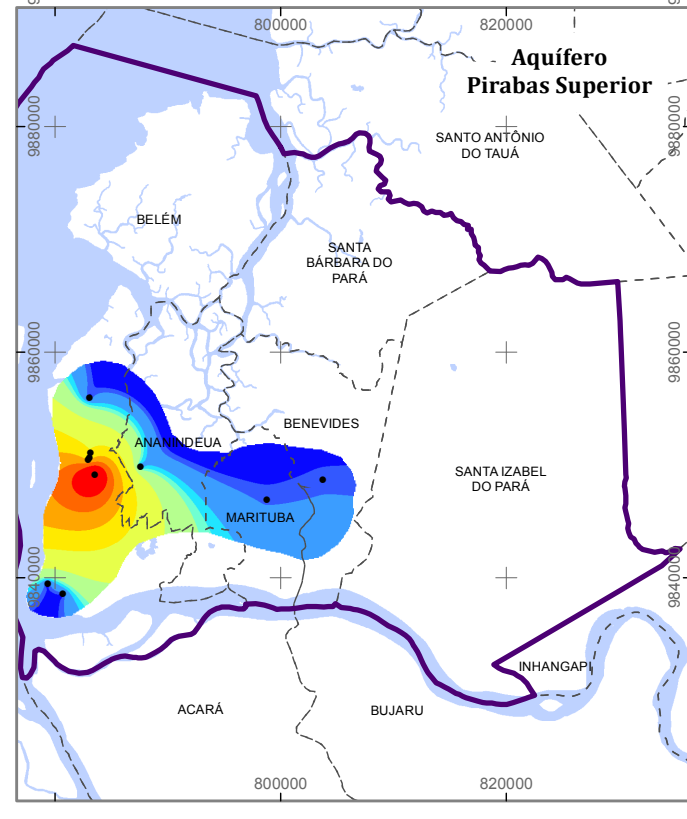 800000
820000
Aquífero
Pirabas Superior
9880000
9880000
SANTO ANTÔNIO
DO TAUÁ
BELÉM
SANTA
BÁRBARA DO
PARÁ
9860000
9860000
BENEVIDES
ANANINDEUA
SANTA IZABEL
DO PARÁ
MARITUBA
9840000
9840000
INHANGAPI
ACARÁ
BUJARU
800000
820000